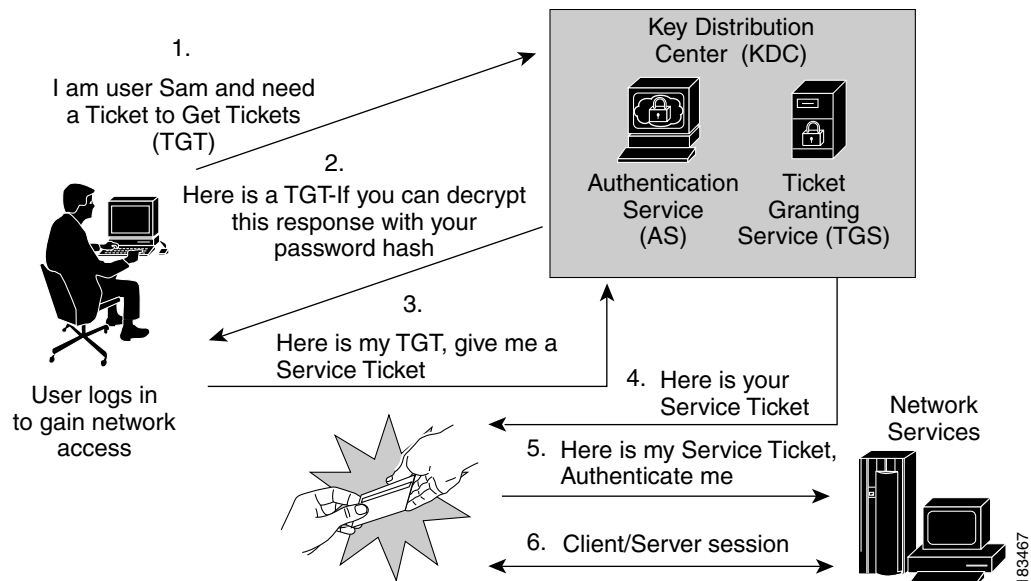 1.
I am user Sam and need
a Ticket to Get Tickets
(TGT)
Key Distribution
Center (KDC)
Authentication
Service
(AS)
Ticket
Granting
Service (TGS)
2.
Here is a TGT-If you can decrypt
this response with your
password hash
3.
Here is my TGT, give me a
Service Ticket
User logs in
to gain network
access
4. Here is your
Service Ticket
Network
Services
5. Here is my Service Ticket,
Authenticate me
6. Client/Server session
83467